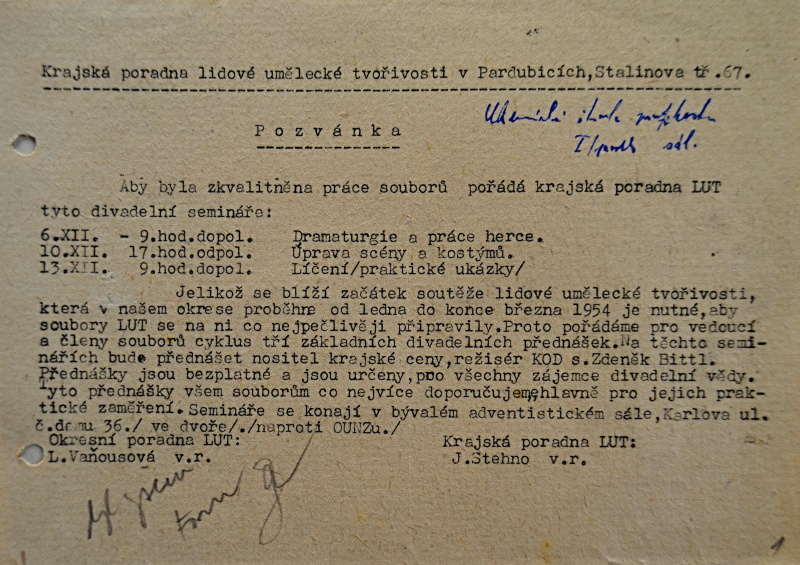 Krajská poradna lidové umělecké tvořivosti v Pardubicích,Stalinova tř.67.
Pozvánka
sál.
Aby byla zkvalitněna práce souborů pořádá krajská poradna LUT
tyto divadelní semináře:
6.XII. - 9.hod.dopol. Dramaturgie a práce herce.
10.XII. 17.hod.odpol. Úprava scény a kostýmů.
13.XII. 9.hod.dopol. Líčení/praktické ukázky/
Jelikož se blíží začátek soutěže lidové umělecké tvořivosti,
která v našem okrese proběhne od ledna do konce března 1954 je nutné,aby
soubory LUT se na ni co nejpečlivěji připravily.Proto pořádáme pro vedoucí
a členy souborů cyklus tří základních divadelních přednášek.Na těchto semi-
nářích bude přednášet nositel krajské ceny,režisér KOD s.Zdeněk Bittl.
Přednášky jsou bezplatné a jsou určeny,pro všechny zájemce divadelní vědy.
Tyto přednášky všem souborům co nejvíce doporučujeme,hlavně pro jejich prak-
tické zaměření.Semináře se konají v bývalém adventistickém sále,Karlova ul.
č.domu 36./ ve dvoře/./naproti OUNZu./
Okresní poradna LUT: Krajská poradna LUT:
L.Vaňousová v.r. J.Stehno v.r.
1